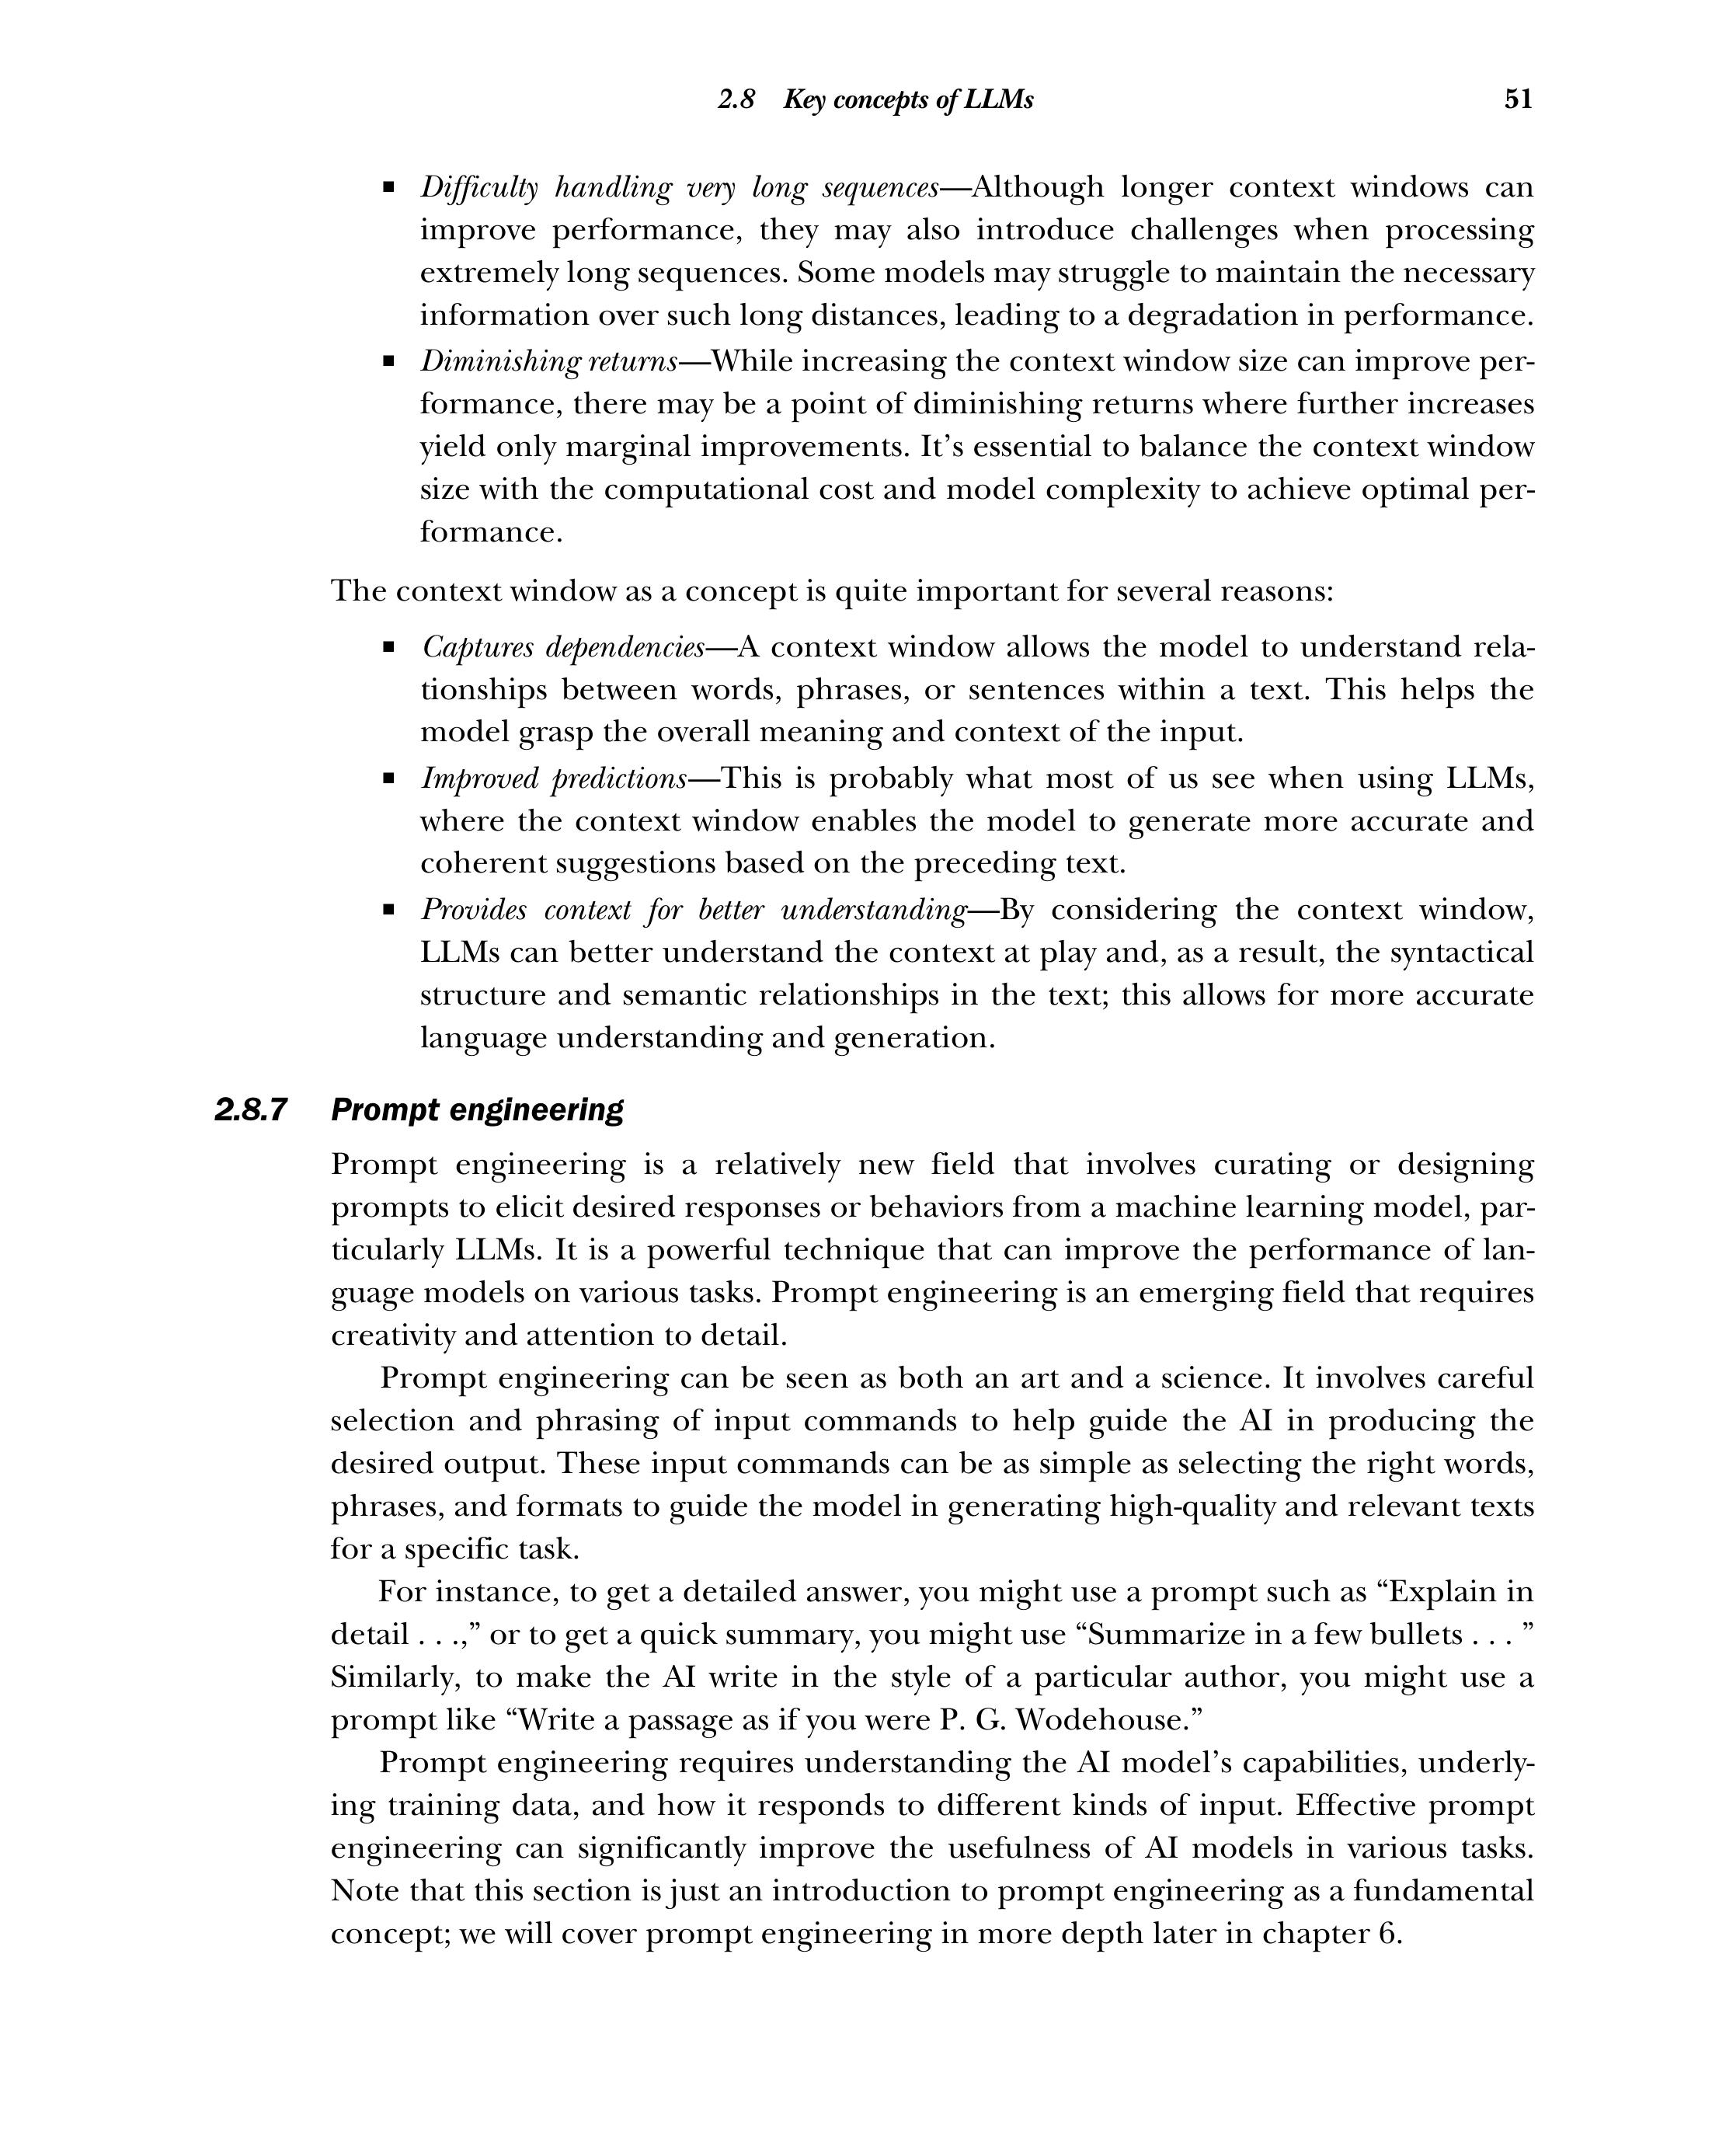 2.8 Key concepts of LLMs 51
■ Difficulty handling very long sequences—Although longer context windows can
improve performance, they may also introduce challenges when processing
extremely long sequences. Some models may struggle to maintain the necessary
information over such long distances, leading to a degradation in performance.
■ Diminishing returns—While increasing the context window size can improve per-
formance, there may be a point of diminishing returns where further increases
yield only marginal improvements. It’s essential to balance the context window
size with the computational cost and model complexity to achieve optimal per-
formance.
The context window as a concept is quite important for several reasons:
■ Captures dependencies—A context window allows the model to understand rela-
tionships between words, phrases, or sentences within a text. This helps the
model grasp the overall meaning and context of the input.
■ Improved predictions—This is probably what most of us see when using LLMs,
where the context window enables the model to generate more accurate and
coherent suggestions based on the preceding text.
■ Provides context for better understanding—By considering the context window,
LLMs can better understand the context at play and, as a result, the syntactical
structure and semantic relationships in the text; this allows for more accurate
language understanding and generation.
2.8.7 Prompt engineering
Prompt engineering is a relatively new field that involves curating or designing
prompts to elicit desired responses or behaviors from a machine learning model, par-
ticularly LLMs. It is a powerful technique that can improve the performance of lan-
guage models on various tasks. Prompt engineering is an emerging field that requires
creativity and attention to detail.
Prompt engineering can be seen as both an art and a science. It involves careful
selection and phrasing of input commands to help guide the AI in producing the
desired output. These input commands can be as simple as selecting the right words,
phrases, and formats to guide the model in generating high-quality and relevant texts
for a specific task.
For instance, to get a detailed answer, you might use a prompt such as “Explain in
detail . . .,” or to get a quick summary, you might use “Summarize in a few bullets . . . ”
Similarly, to make the AI write in the style of a particular author, you might use a
prompt like “Write a passage as if you were P. G. Wodehouse.”
Prompt engineering requires understanding the AI model’s capabilities, underly-
ing training data, and how it responds to different kinds of input. Effective prompt
engineering can significantly improve the usefulness of AI models in various tasks.
Note that this section is just an introduction to prompt engineering as a fundamental
concept; we will cover prompt engineering in more depth later in chapter 6.